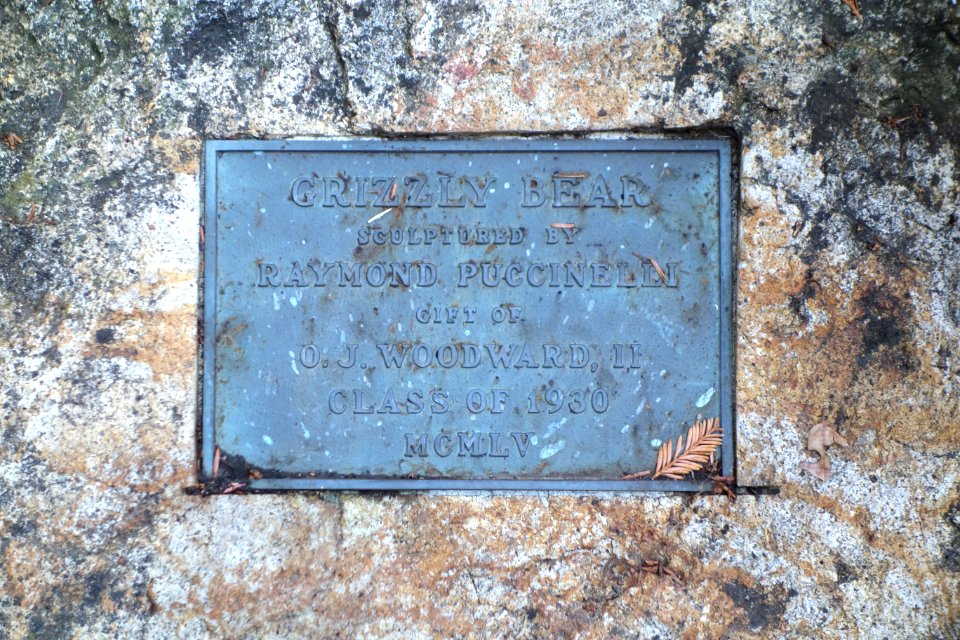 GRIZZLY BEAR
SCULPTURED BY
RAYMOND PUCCINELLI
GIFT OF
O. J. WOODWARD, II
CLASS OF 1930
MCMLV